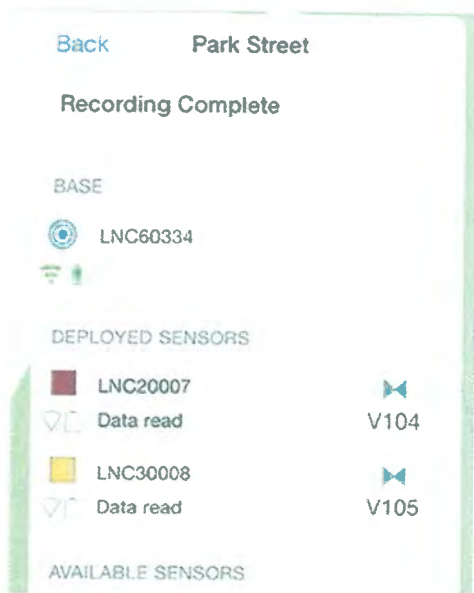 Back Park Street
Recording Complete
BASE
LNC60334
DEPLOYED SENSORS
LNC20007
Data read V104
LNC30008
Data read V105
AVAILABLE SENSORS